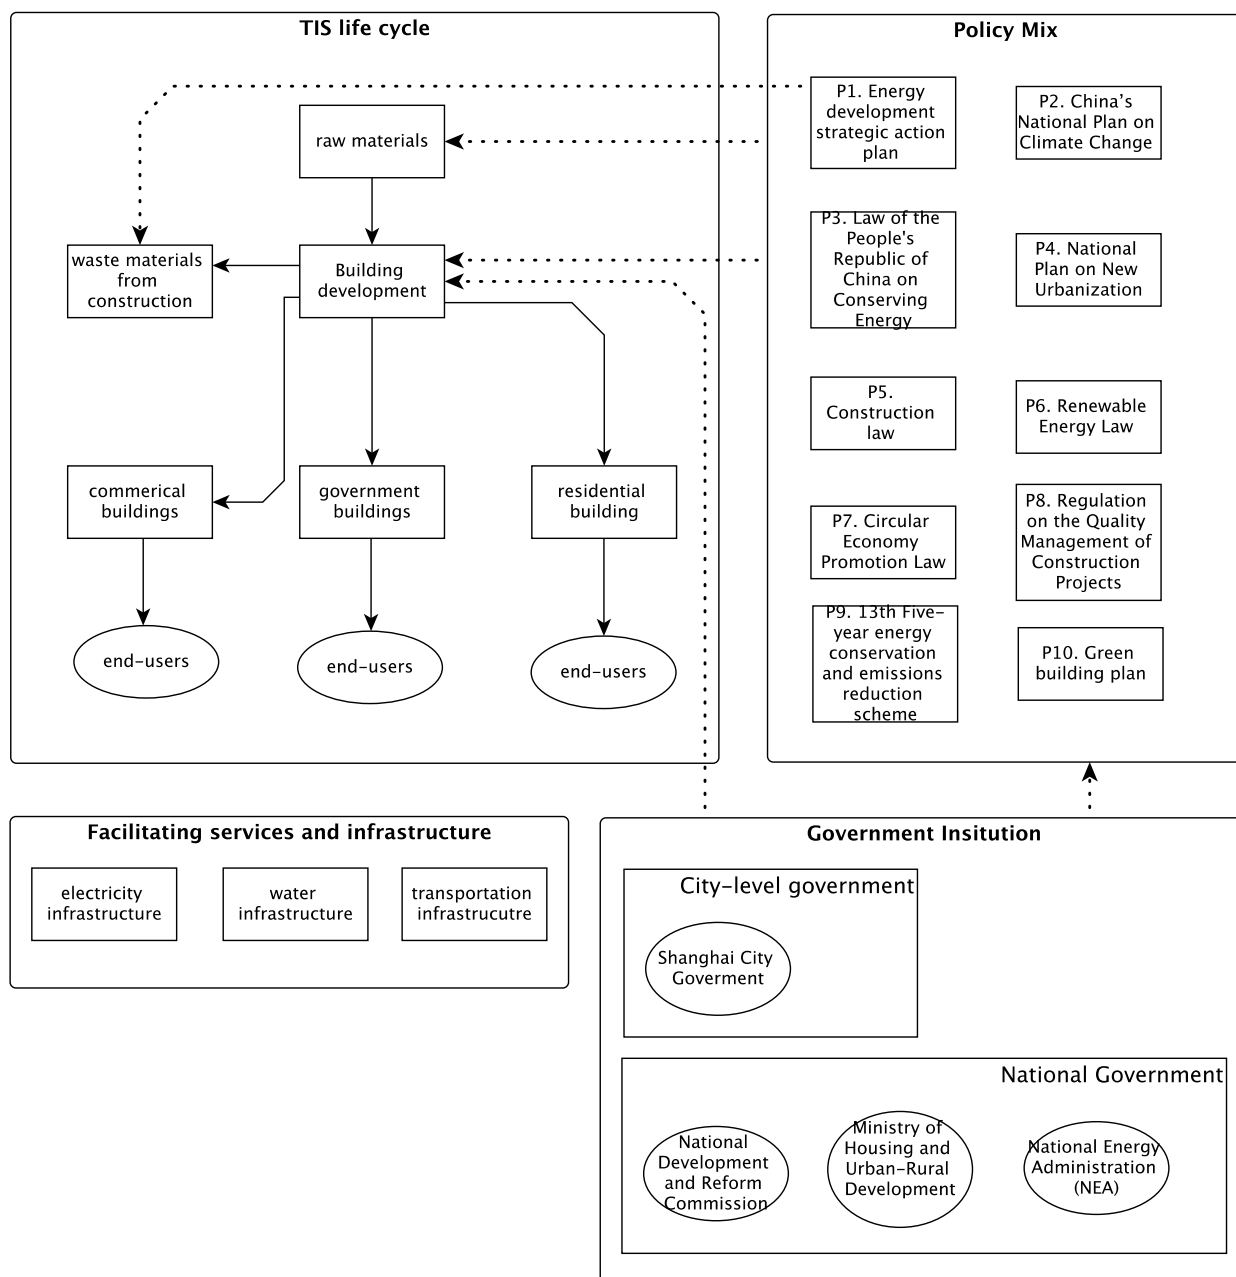 TIS life cycle
raw materials
waste materials
from
construction
Building
development
commerical
buildings
government
buildings
residential
building
end-users
end-users
end-users
Policy Mix
P1. Energy
development
strategic action
plan
P2. China’s
National Plan on
Climate Change
P3. Law of the
People's
Republic of
China on
Conserving
Energy
P4. National
Plan on New
Urbanization
P5.
Construction
law
P6. Renewable
Energy Law
P7. Circular
Economy
Promotion Law
P8. Regulation
on the Quality
Management of
Construction
Projects
P9. 13th Five-
year energy
conservation
and emissions
reduction
scheme
P10. Green
building plan
Facilitating services and infrastructure
electricity
infrastructure
water
infrastructure
transportation
infrastrucutre
Government Insitution
City-level government
Shanghai City
Goverment
National Government
National
Development
and Reform
Commission
Ministry of
Housing and
Urban-Rural
Development
National Energy
Administration
(NEA)